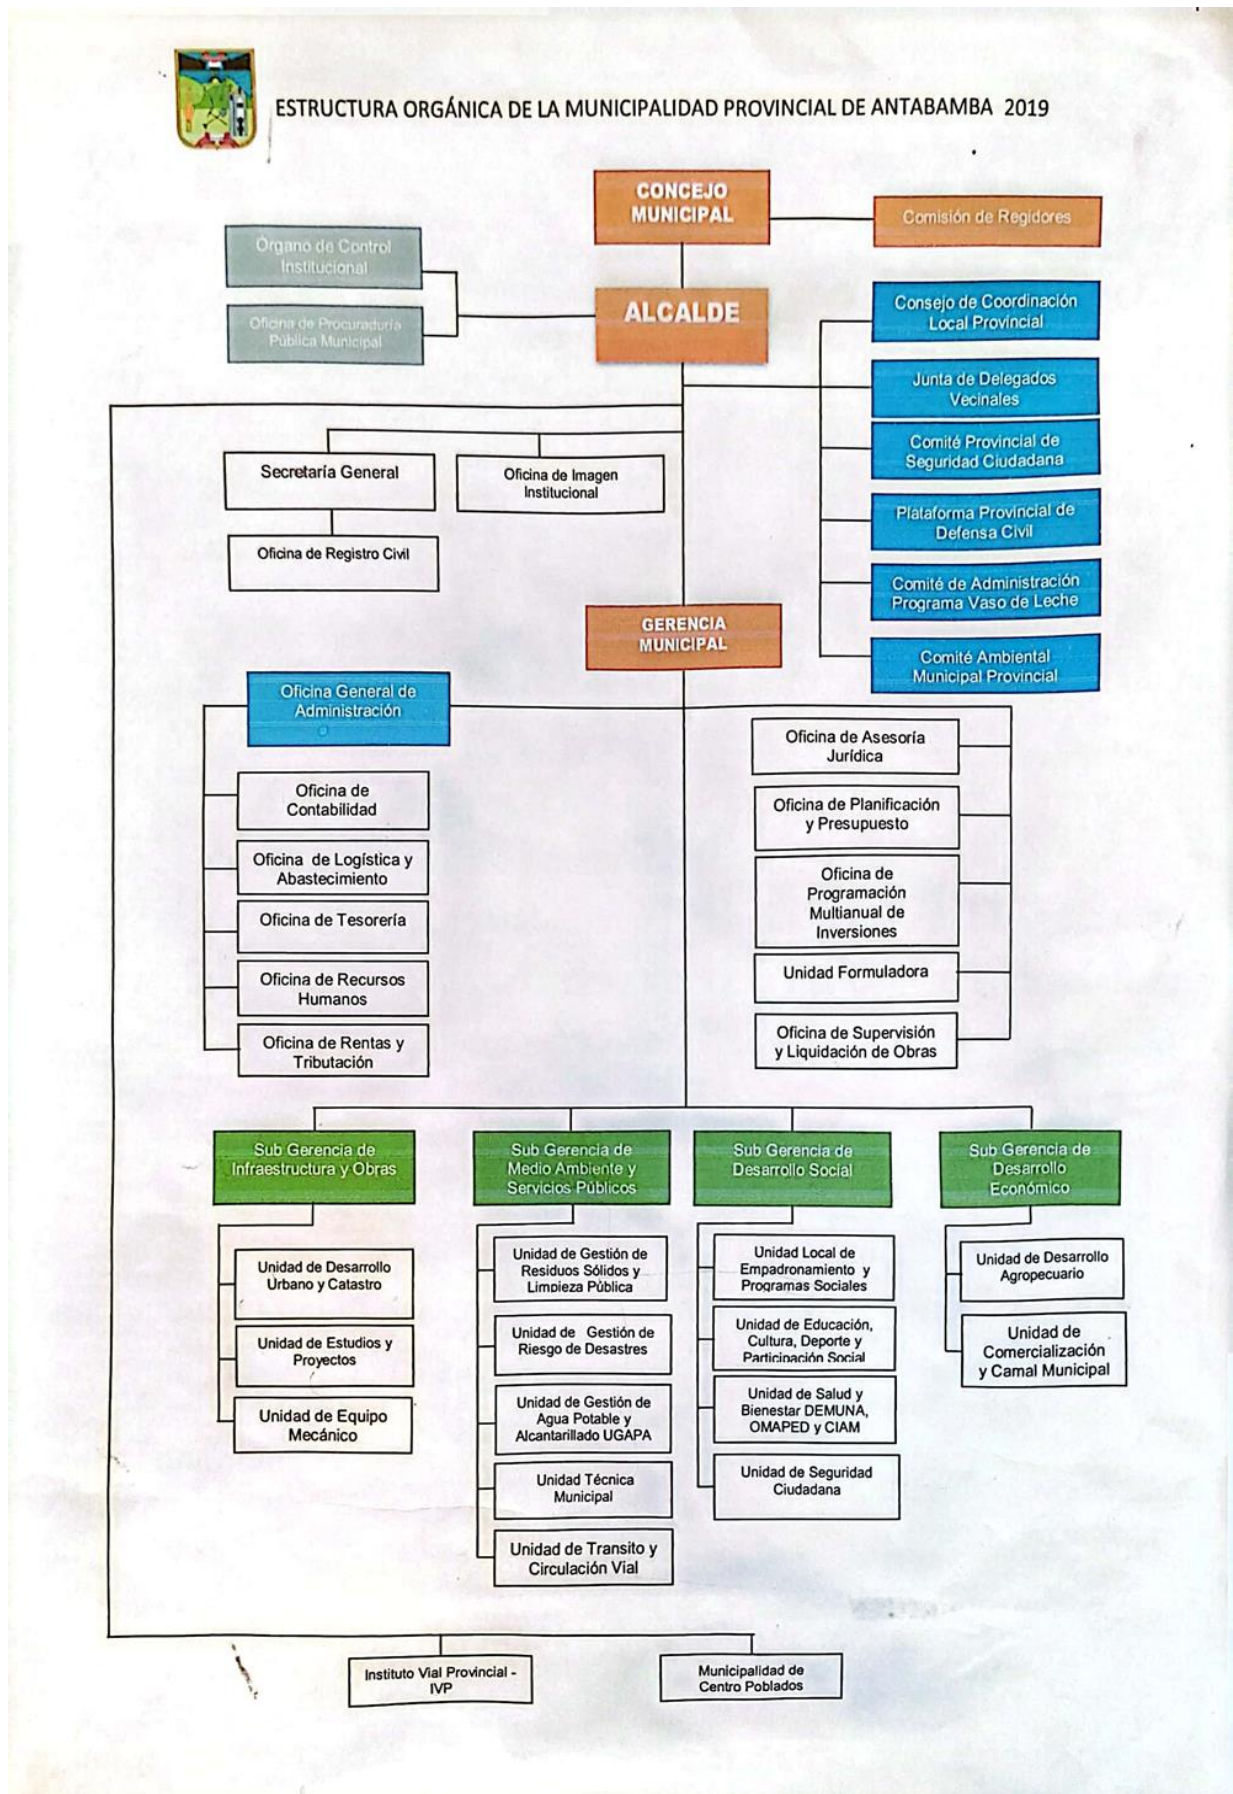 ESTRUCTURA ORGÁNICA DE LA MUNICIPALIDAD PROVINCIAL DE ANTABAMBA 2019
CONCEJO
MUNICIPAL
Comisión de Regidores
Órgano de Control
Institucional
Oficina de Procuraduría
Pública Municipal
ALCALDE
Consejo de Coordinación
Local Provincial
Junta de Delegados
Vecinales
Comité Provincial de
Seguridad Ciudadana
Plataforma Provincial de
Defensa Civil
Comité de Administración
Programa Vaso de Leche
Comité Ambiental
Municipal Provincial
Secretaría General
Oficina de Imagen
Institucional
Oficina de Registro Civil
GERENCIA
MUNICIPAL
Oficina General de
Administración
Oficina de
Contabilidad
Oficina de Logística y
Abastecimiento
Oficina de Tesorería
Oficina de Recursos
Humanos
Oficina de Rentas y
Tributación
Oficina de Asesoría
Jurídica
Oficina de Planificación
y Presupuesto
Oficina de
Programación
Multianual de
Inversiones
Unidad Formuladora
Oficina de Supervisión
y Liquidación de Obras
Sub Gerencia de
Infraestructura y Obras
Unidad de Desarrollo
Urbano y Catastro
Unidad de Estudios y
Proyectos
Unidad de Equipo
Mecánico
Sub Gerencia de
Medio Ambiente y
Servicios Públicos
Unidad de Gestión de
Residuos Sólidos y
Limpieza Pública
Unidad de Gestión de
Riesgo de Desastres
Unidad de Gestión de
Agua Potable y
Alcantarillado UGAPA
Unidad Técnica
Municipal
Unidad de Transito y
Circulación Vial
Sub Gerencia de
Desarrollo Social
Unidad Local de
Empadronamiento y
Programas Sociales
Unidad de Educación,
Cultura, Deporte y
Participación Social
Unidad de Salud y
Bienestar DEMUNA,
OMAPED y CIAM
Unidad de Seguridad
Ciudadana
Sub Gerencia de
Desarrollo
Económico
Unidad de Desarrollo
Agropecuario
Unidad de
Comercialización
y Camal Municipal
Instituto Vial Provincial -
IVP
Municipalidad de
Centro Poblados